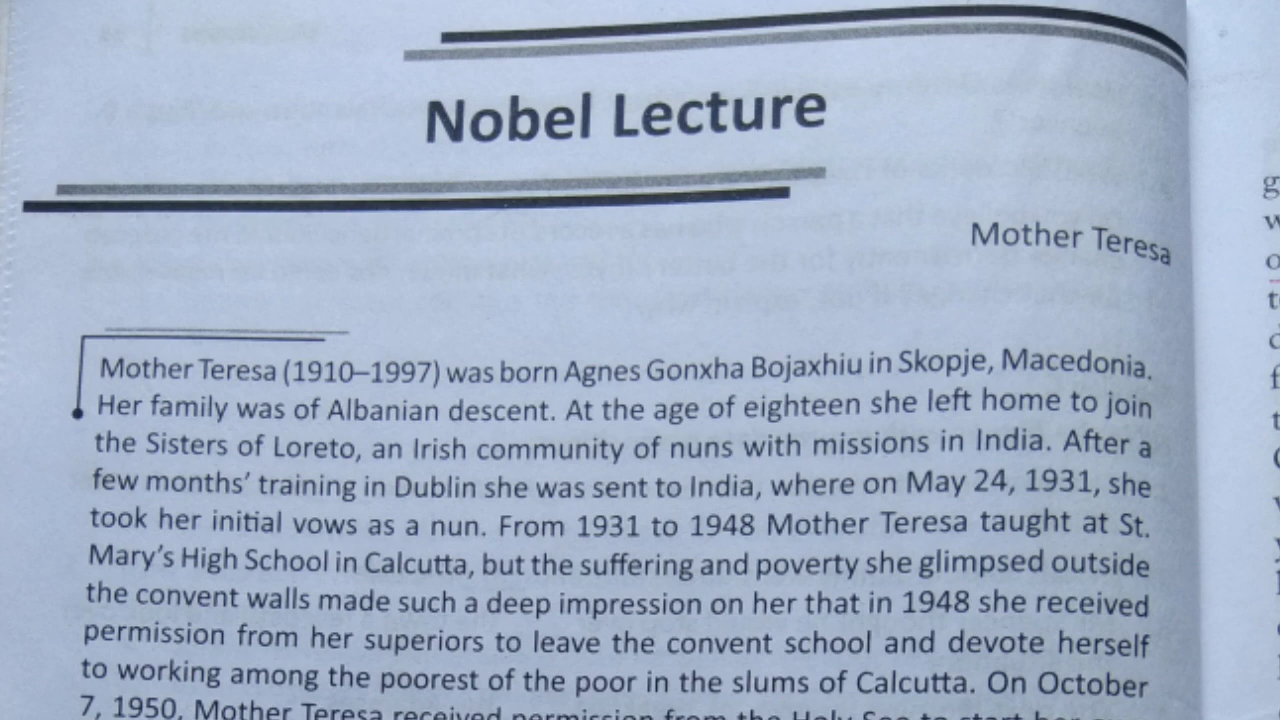 Nobel Lecture
Mother Teresa
Mother Teresa (1910–1997) was born Agnes Gonxha Bojaxhiu in Skopje, Macedonia.
Her family was of Albanian descent. At the age of eighteen she left home to join
the Sisters of Loreto, an Irish community of nuns with missions in India. After a
few months’ training in Dublin she was sent to India, where on May 24, 1931, she
took her initial vows as a nun. From 1931 to 1948 Mother Teresa taught at St.
Mary’s High School in Calcutta, but the suffering and poverty she glimpsed outside
the convent walls made such a deep impression on her that in 1948 she received
permission from her superiors to leave the convent school and devote herself
to working among the poorest of the poor in the slums of Calcutta. On October
7, 1950, Mother Teresa received permission from the Holy See to start her